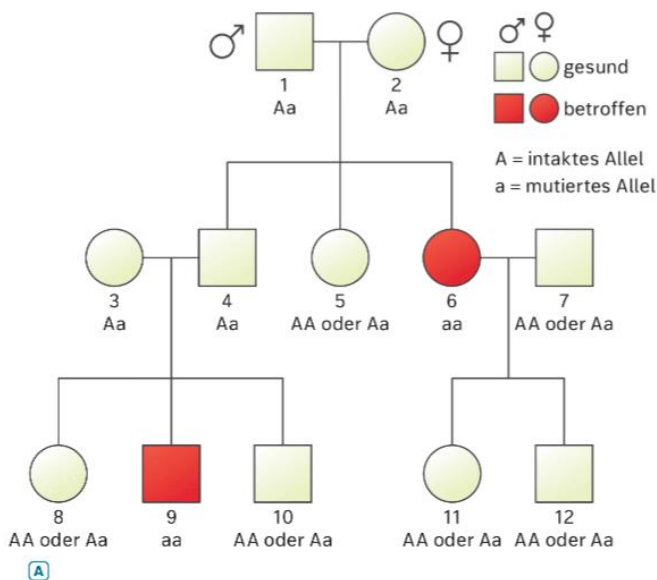 ♂ ♀
♂ ♀
gesund
betroffen
A = intaktes Allel
a = mutiertes Allel
1
Aa
2
Aa
3
Aa
4
Aa
5
AA oder Aa
6
aa
7
AA oder Aa
8
AA oder Aa
9
aa
10
AA oder Aa
11
AA oder Aa
12
AA oder Aa
A